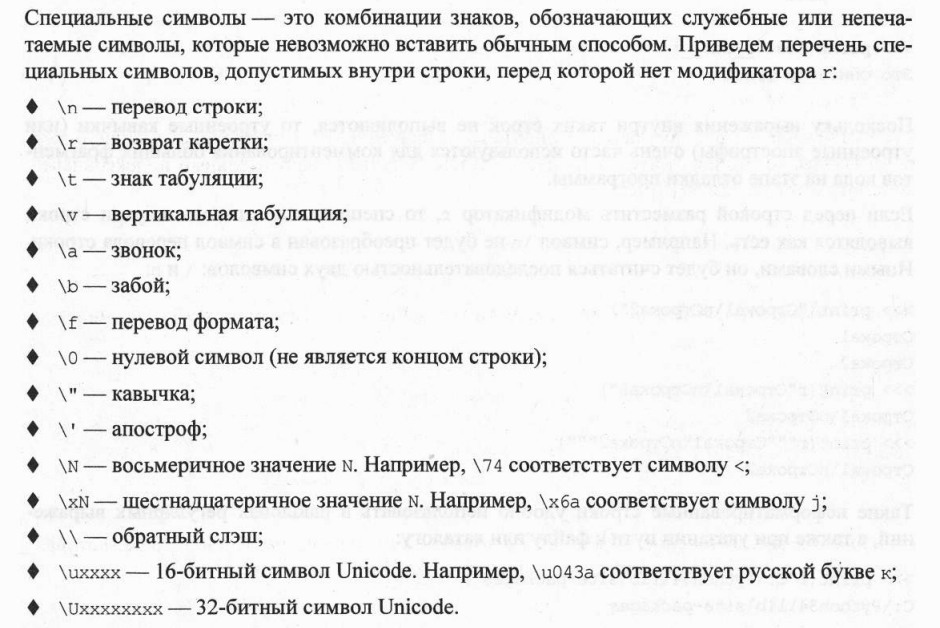 Специальные символы — это комбинации знаков, обозначающих служебные или непеча-
таемые символы, которые невозможно вставить обычным способом. Приведем перечень спе-
циальных символов, допустимых внутри строки, перед которой нет модификатора r:
♦ \n — перевод строки;
♦ \r — возврат каретки;
♦ \t — знак табуляции;
♦ \v — вертикальная табуляция;
♦ \a — звонок;
♦ \b — забой;
♦ \f — перевод формата;
♦ \0 — нулевой символ (не является концом строки);
♦ \" — кавычка;
♦ \' — апостроф;
♦ \N — восьмеричное значение N. Например, \74 соответствует символу <;
♦ \xN — шестнадцатеричное значение N. Например, \x6a соответствует символу j;
♦ \\ — обратный слэш;
♦ \uxxxx — 16-битный символ Unicode. Например, \u043a соответствует русской букве к;
♦ \Uxxxxxxxx — 32-битный символ Unicode.